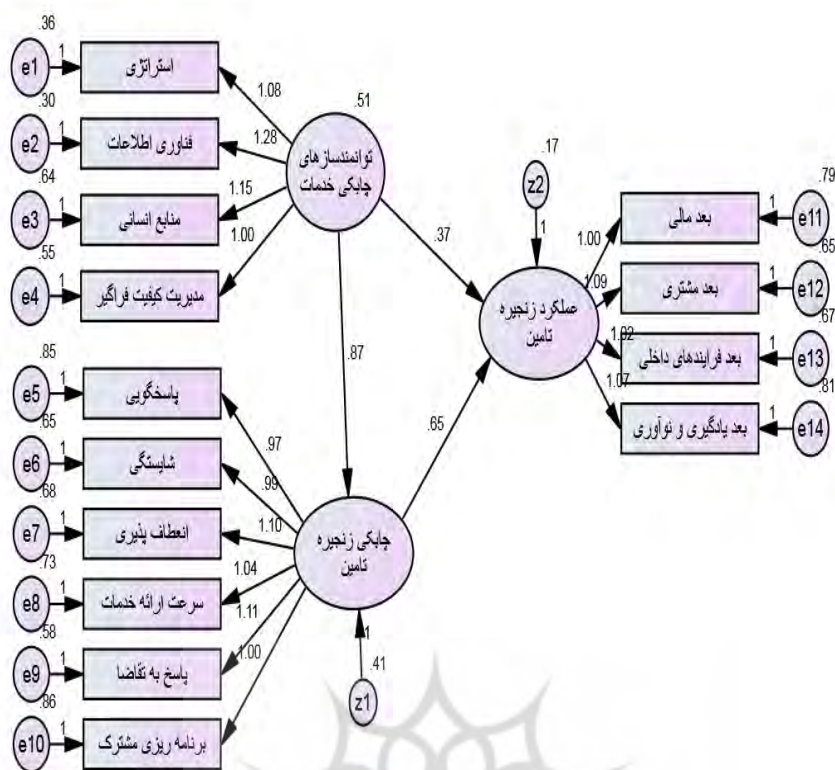 .36
e1
1
استراتژی
1.08
.30
e2
1
فناوری اطلاعات
1.28
.64
e3
1
منابع انسانی
1.15
.55
e4
1
مدیریت کیفیت فراگیر
1.00
.51
توانمندسازهای
چابکی خدمات
.37
.87
.85
e5
1
پاسخگویی
.97
.65
e6
1
شایستگی
.99
.68
e7
1
انعطاف پذیری
1.10
.73
e8
1
سرعت ارائه خدمات
1.04
.58
e9
1
پاسخ به تقاضا
1.11
.86
e10
1
برنامه ریزی مشترک
1.00
چابکی زنجیره
تامین
.65
1
.41
z1
.17
z2
1
عملکرد زنجیره
تامین
1.00
بعد مالی
1
.79
e11
1.09
بعد مشتری
1
.65
e12
1.02
بعد فرایندهای داخلی
1
.67
e13
1.07
بعد یادگیری و نوآوری
1
.81
e14